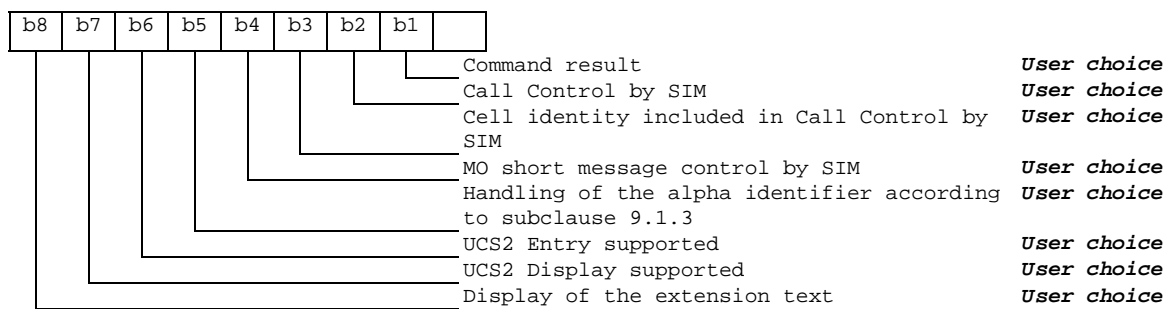 b8 b7 b6 b5 b4 b3 b2 b1
Command result User choice
Call Control by SIM User choice
Cell identity included in Call Control by User choice
SIM
MO short message control by SIM User choice
Handling of the alpha identifier according User choice
to subclause 9.1.3
UCS2 Entry supported User choice
UCS2 Display supported User choice
Display of the extension text User choice